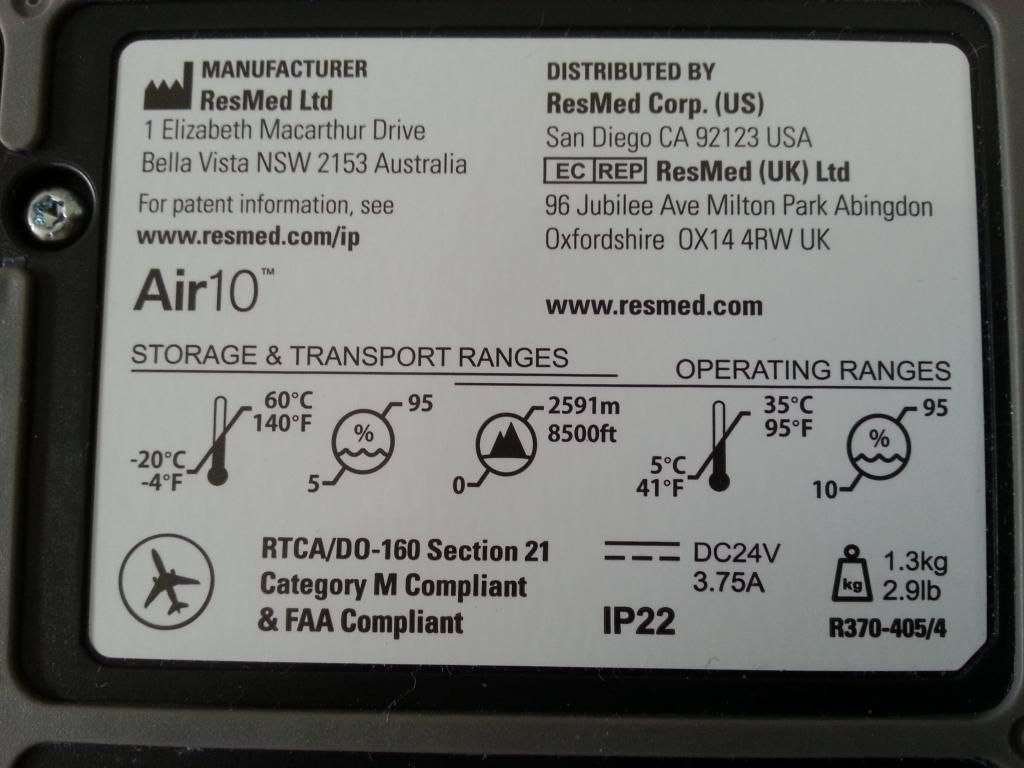 MANUFACTURER
ResMed Ltd
1 Elizabeth Macarthur Drive
Bella Vista NSW 2153 Australia
For patent information, see
www.resmed.com/ip
Air10™
DISTRIBUTED BY
ResMed Corp. (US)
San Diego CA 92123 USA
EC REP ResMed (UK) Ltd
96 Jubilee Ave Milton Park Abingdon
Oxfordshire OX14 4RW UK
www.resmed.com
STORAGE & TRANSPORT RANGES
60°C
140°F
-20°C
-4°F
95
%
5
2591m
8500ft
0
OPERATING RANGES
35°C
95°F
5°C
41°F
95
%
10
RTCA/DO-160 Section 21
Category M Compliant
& FAA Compliant
DC24V
3.75A
IP22
kg
1.3kg
2.9lb
R370-405/4